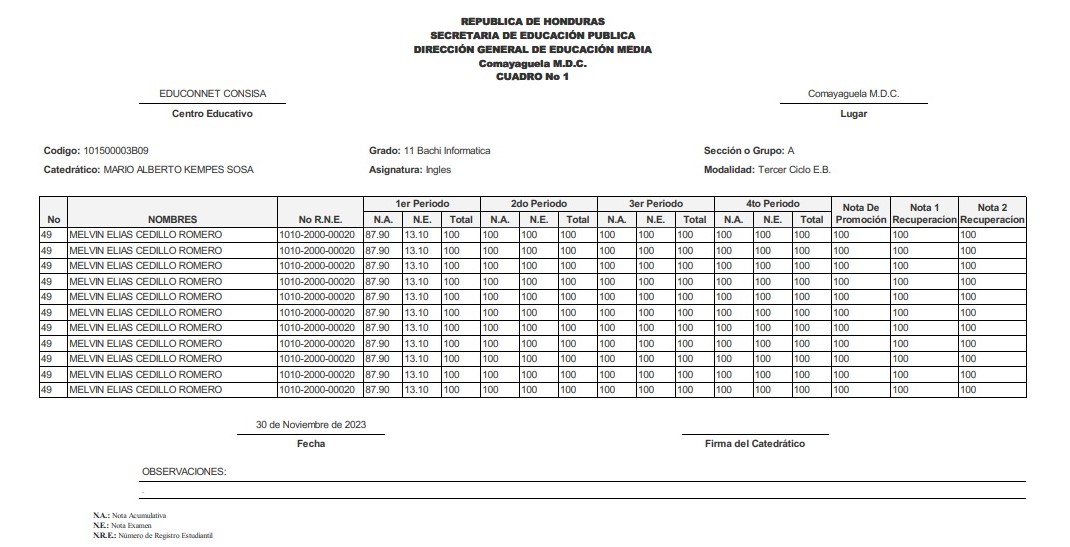 REPUBLICA DE HONDURAS
SECRETARIA DE EDUCACIÓN PUBLICA
DIRECCIÓN GENERAL DE EDUCACIÓN MEDIA
Comayaguela M.D.C.
CUADRO No 1
EDUCONNET CONSISA Comayaguela M.D.C.
Centro Educativo Lugar
Codigo: 101500003B09 Grado: 11 Bachi Informatica Sección o Grupo: A
Catedrático: MARIO ALBERTO KEMPES SOSA Asignatura: Ingles Modalidad: Tercer Ciclo E.B.
1er Periodo 2do Periodo 3er Periodo 4to Periodo Nota De Nota 1 Nota 2
No NOMBRES No R.N.E. N.A. N.E. Total N.A. N.E. Total N.A. N.E. Total N.A. N.E. Total Promoción Recuperacion Recuperacion
49 MELVIN ELIAS CEDILLO ROMERO 1010-2000-00020 87.90 13.10 100 100 100 100 100 100 100 100 100 100 100 100 100
49 MELVIN ELIAS CEDILLO ROMERO 1010-2000-00020 87.90 13.10 100 100 100 100 100 100 100 100 100 100 100 100 100
49 MELVIN ELIAS CEDILLO ROMERO 1010-2000-00020 87.90 13.10 100 100 100 100 100 100 100 100 100 100 100 100 100
49 MELVIN ELIAS CEDILLO ROMERO 1010-2000-00020 87.90 13.10 100 100 100 100 100 100 100 100 100 100 100 100 100
49 MELVIN ELIAS CEDILLO ROMERO 1010-2000-00020 87.90 13.10 100 100 100 100 100 100 100 100 100 100 100 100 100
49 MELVIN ELIAS CEDILLO ROMERO 1010-2000-00020 87.90 13.10 100 100 100 100 100 100 100 100 100 100 100 100 100
49 MELVIN ELIAS CEDILLO ROMERO 1010-2000-00020 87.90 13.10 100 100 100 100 100 100 100 100 100 100 100 100 100
49 MELVIN ELIAS CEDILLO ROMERO 1010-2000-00020 87.90 13.10 100 100 100 100 100 100 100 100 100 100 100 100 100
49 MELVIN ELIAS CEDILLO ROMERO 1010-2000-00020 87.90 13.10 100 100 100 100 100 100 100 100 100 100 100 100 100
49 MELVIN ELIAS CEDILLO ROMERO 1010-2000-00020 87.90 13.10 100 100 100 100 100 100 100 100 100 100 100 100 100
49 MELVIN ELIAS CEDILLO ROMERO 1010-2000-00020 87.90 13.10 100 100 100 100 100 100 100 100 100 100 100 100 100
30 de Noviembre de 2023
Fecha Firma del Catedrático
OBSERVACIONES:
.
N.A.: Nota Acumulativa
N.E.: Nota Examen
N.R.E.: Número de Registro Estudiantil